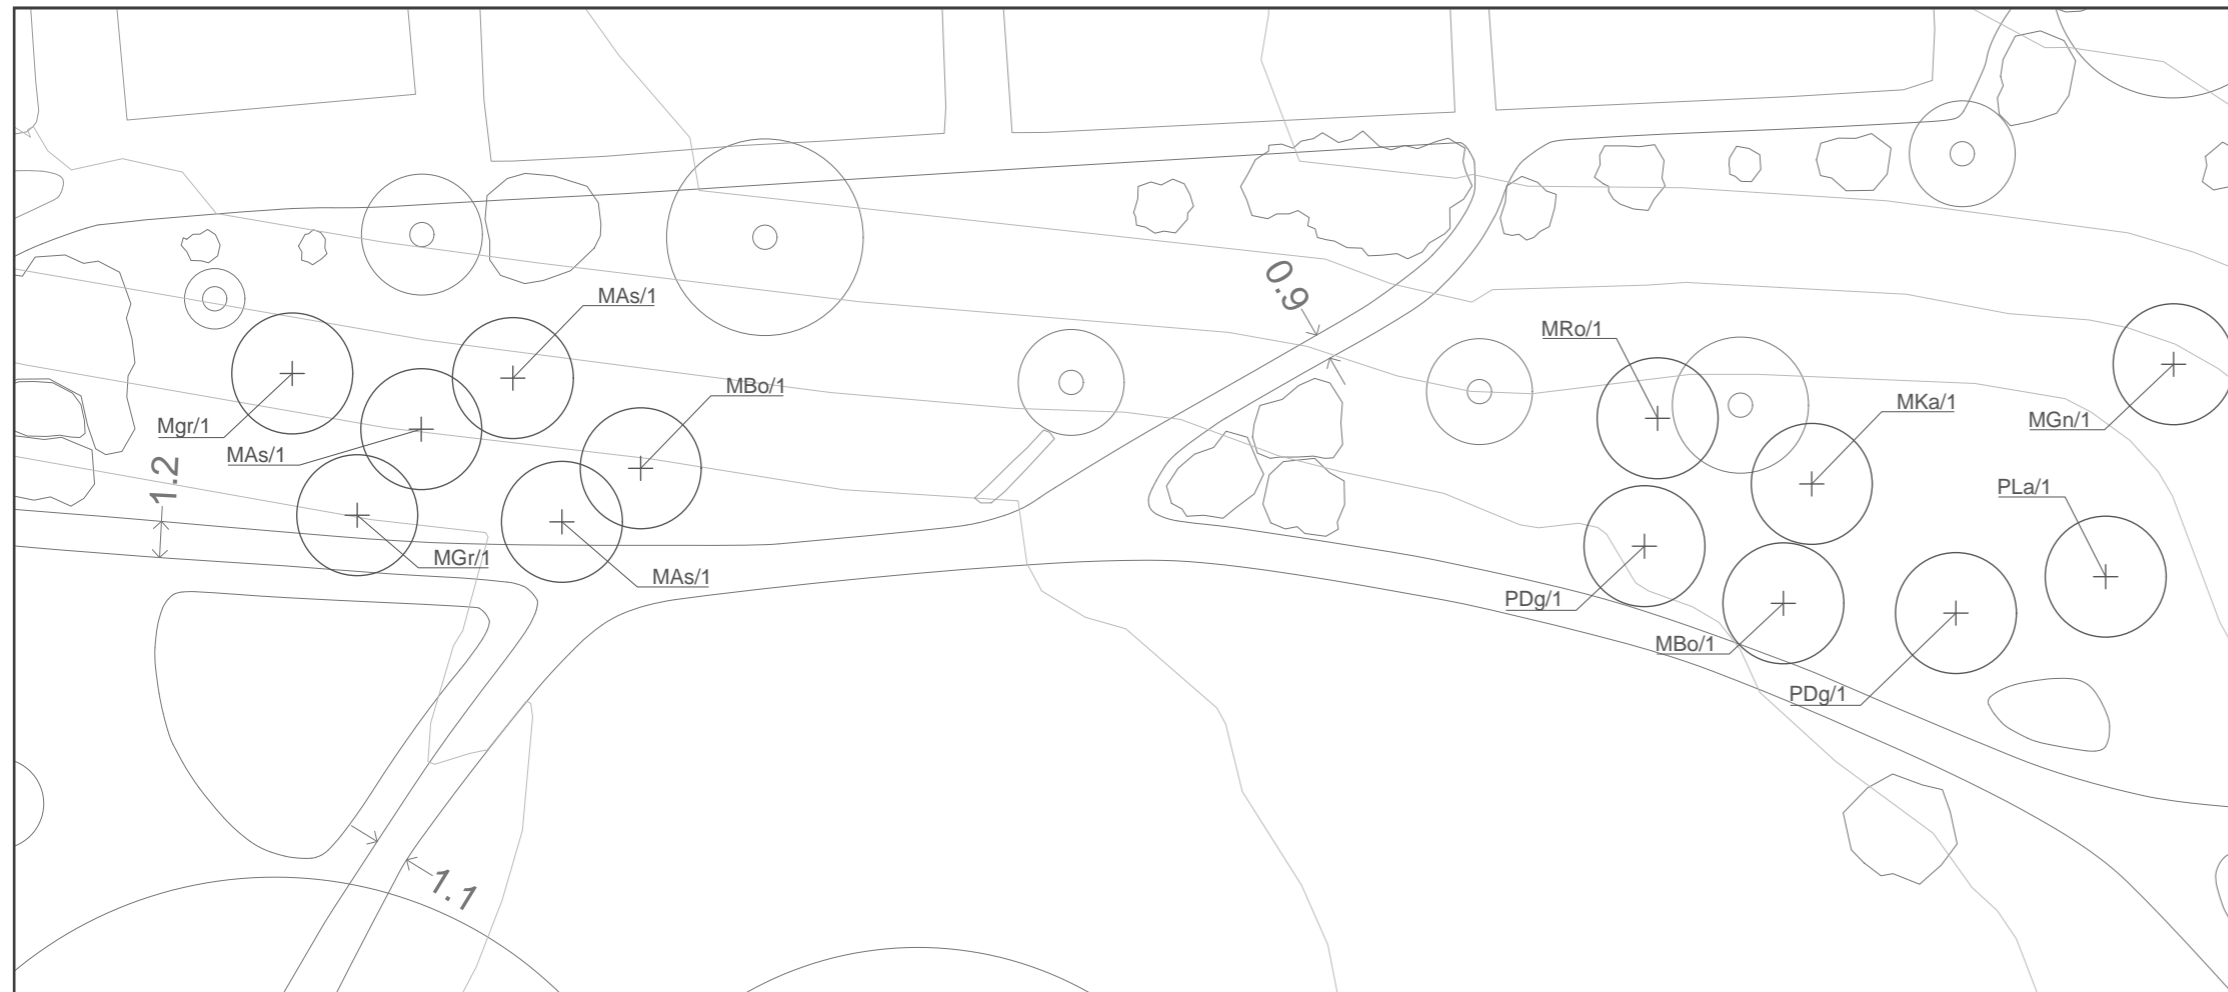 MAs/1
0.9
MRo/1
MBo/1
MKa/1
MGn/1
Mgr/1
MAs/1
1.2
PLa/1
MGr/1
MAs/1
PDg/1
MBo/1
PDg/1
1.1